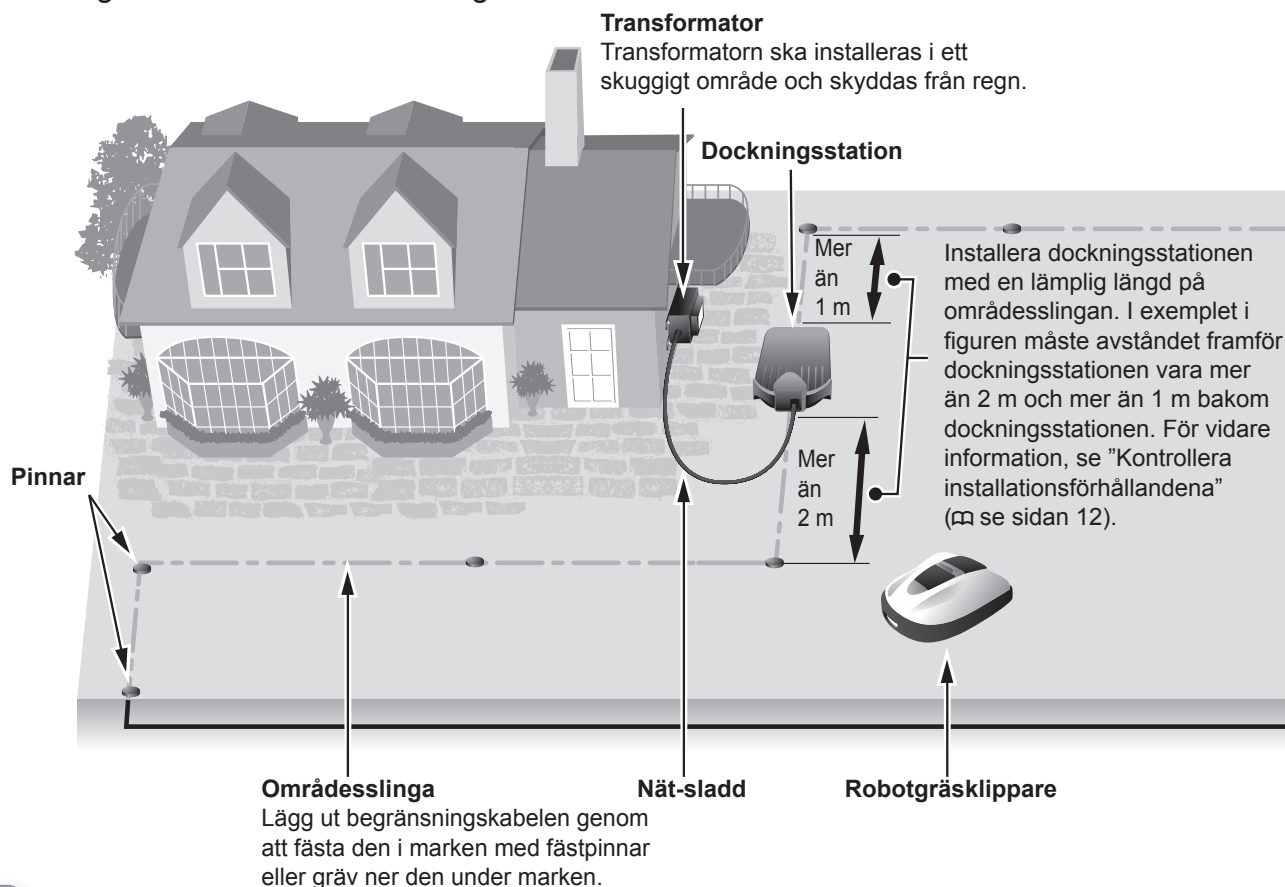 Transformator
Transformatorn ska installeras i ett
skuggigt område och skyddas från regn.
Dockningsstation
Mer
än
1 m
Installera dockningsstationen
med en lämplig längd på
områdesslingan. I exemplet i
figuren måste avståndet framför
dockningsstationen vara mer
än 2 m och mer än 1 m bakom
dockningsstationen. För vidare
information, se ”Kontrollera
installationsförhållandena”
(se sidan 12).
Mer
än
2 m
Pinnar
Områdesslinga
Lägg ut begränsningskabelen genom
att fästa den i marken med fästpinnar
eller gräv ner den under marken.
Nät-sladd
Robotgräsklippare